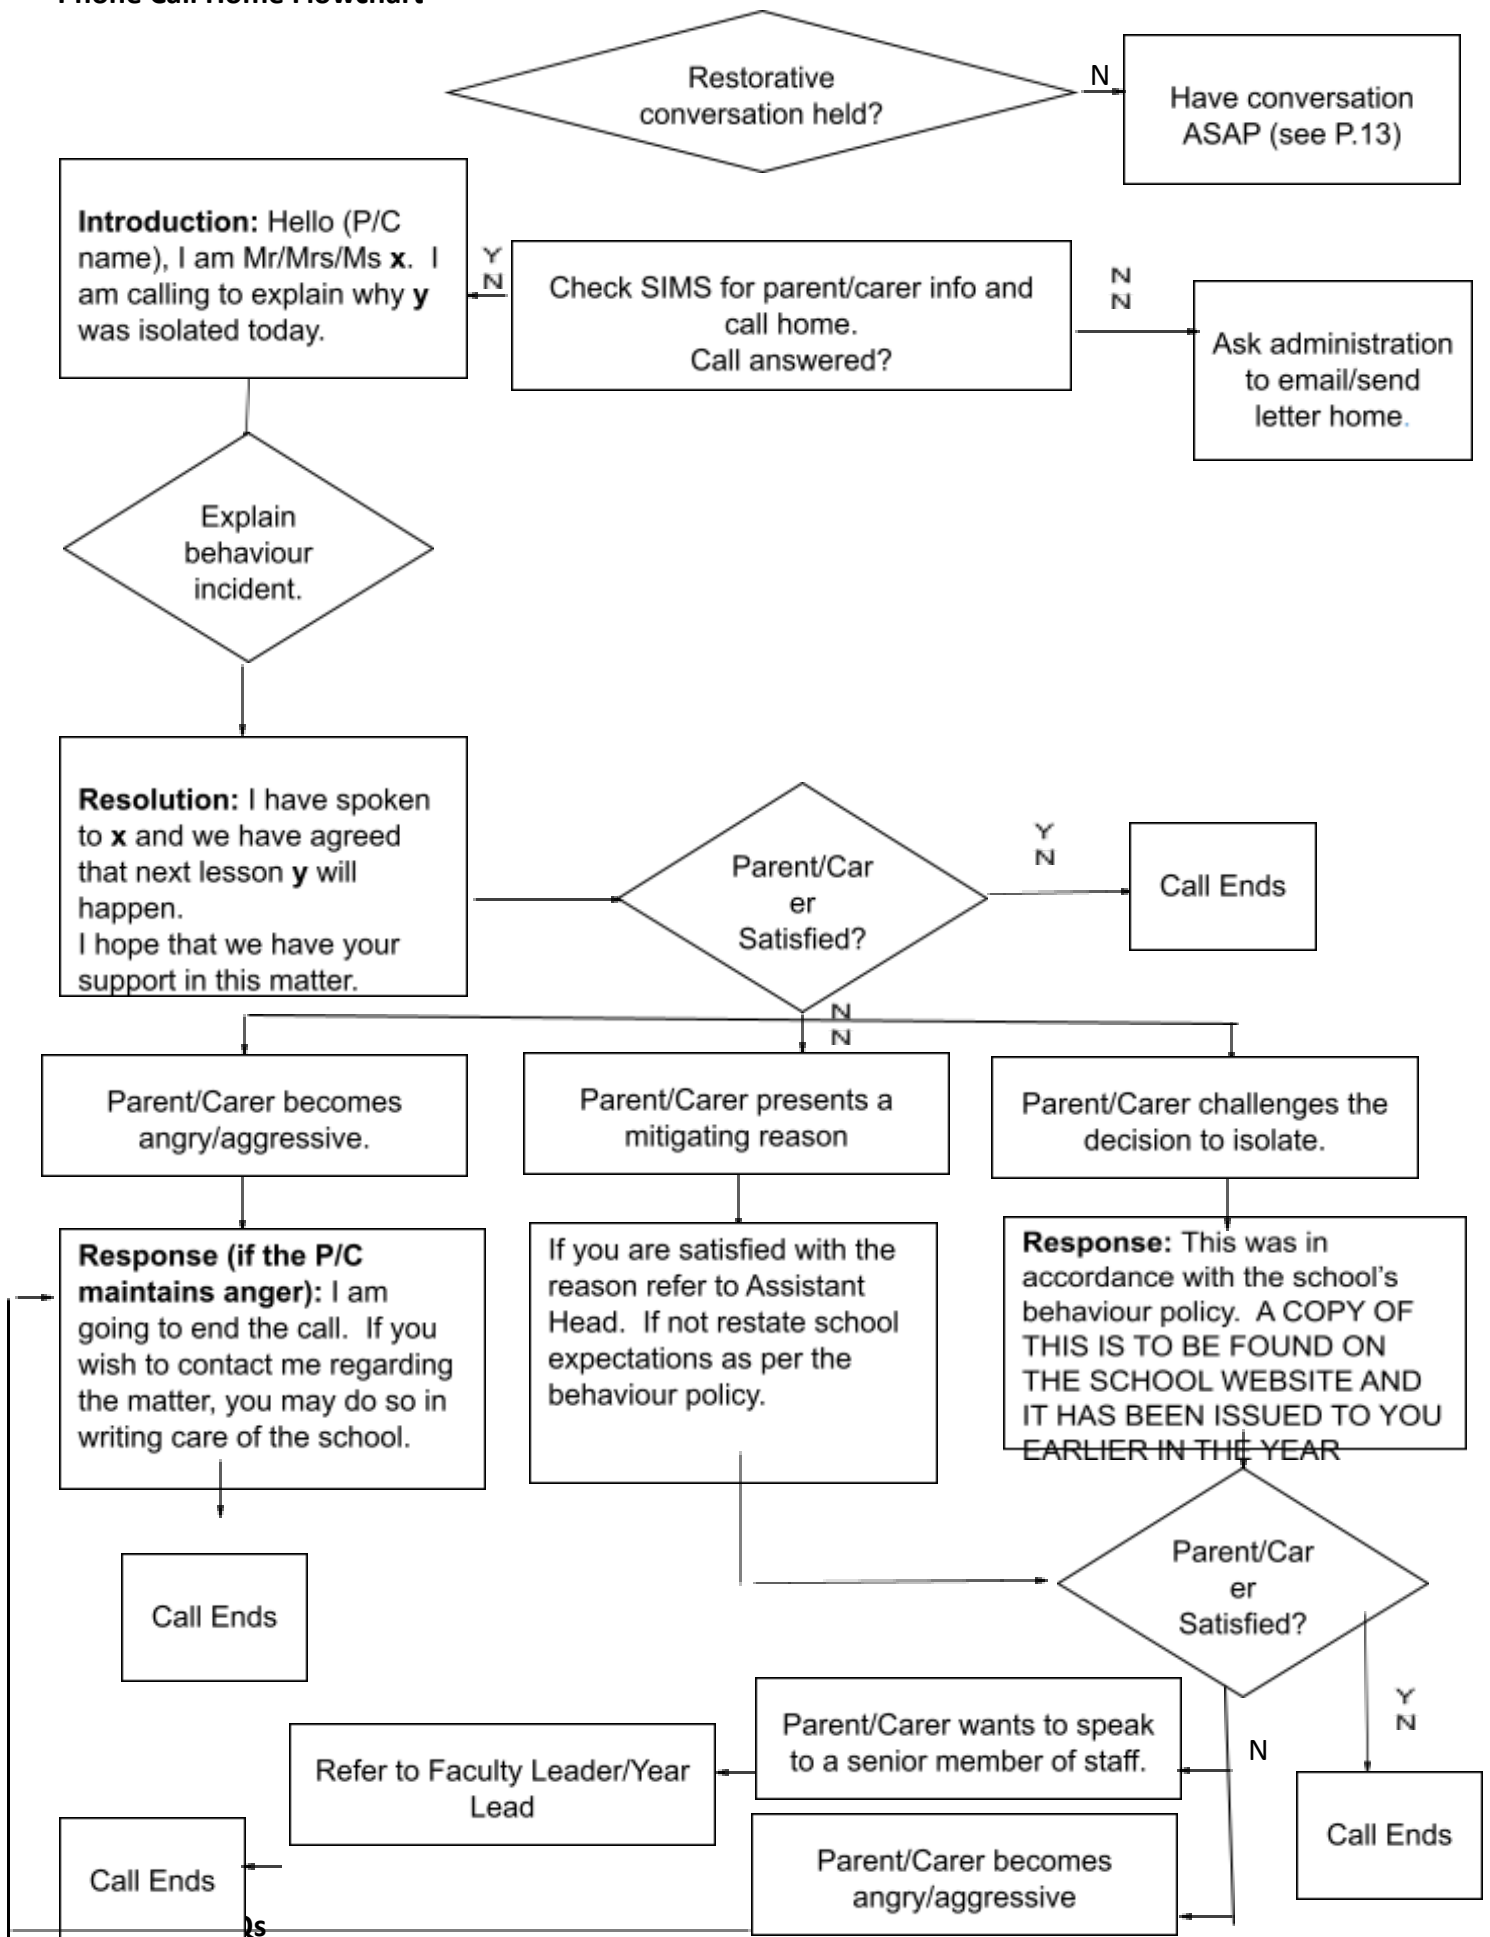 Phone Call Home Flowchart
Restorative
conversation held?
N
Have conversation
ASAP (see P.13)
Introduction: Hello (P/C
name), I am Mr/Mrs/Ms x. I
am calling to explain why y
was isolated today.
Y
N
Check SIMS for parent/carer info and
call home.
Call answered?
N
N
Ask administration
to email/send
letter home.
Explain
behaviour
incident.
Resolution: I have spoken
to x and we have agreed
that next lesson y will
happen.
I hope that we have your
support in this matter.
Parent/Car
er
Satisfied?
Y
N
Call Ends
N
N
Parent/Carer becomes
angry/aggressive.
Parent/Carer presents a
mitigating reason
Parent/Carer challenges the
decision to isolate.
Response (if the P/C
maintains anger): I am
going to end the call. If you
wish to contact me regarding
the matter, you may do so in
writing care of the school.
If you are satisfied with the
reason refer to Assistant
Head. If not restate school
expectations as per the
behaviour policy.
Response: This was in
accordance with the school's
behaviour policy. A COPY OF
THIS IS TO BE FOUND ON
THE SCHOOL WEBSITE AND
IT HAS BEEN ISSUED TO YOU
EARLIER IN THE YEAR
Call Ends
Parent/Car
er
Satisfied?
Y
N
N
Parent/Carer wants to speak
to a senior member of staff.
Refer to Faculty Leader/Year
Lead
Call Ends
Parent/Carer becomes
angry/aggressive
Call Ends